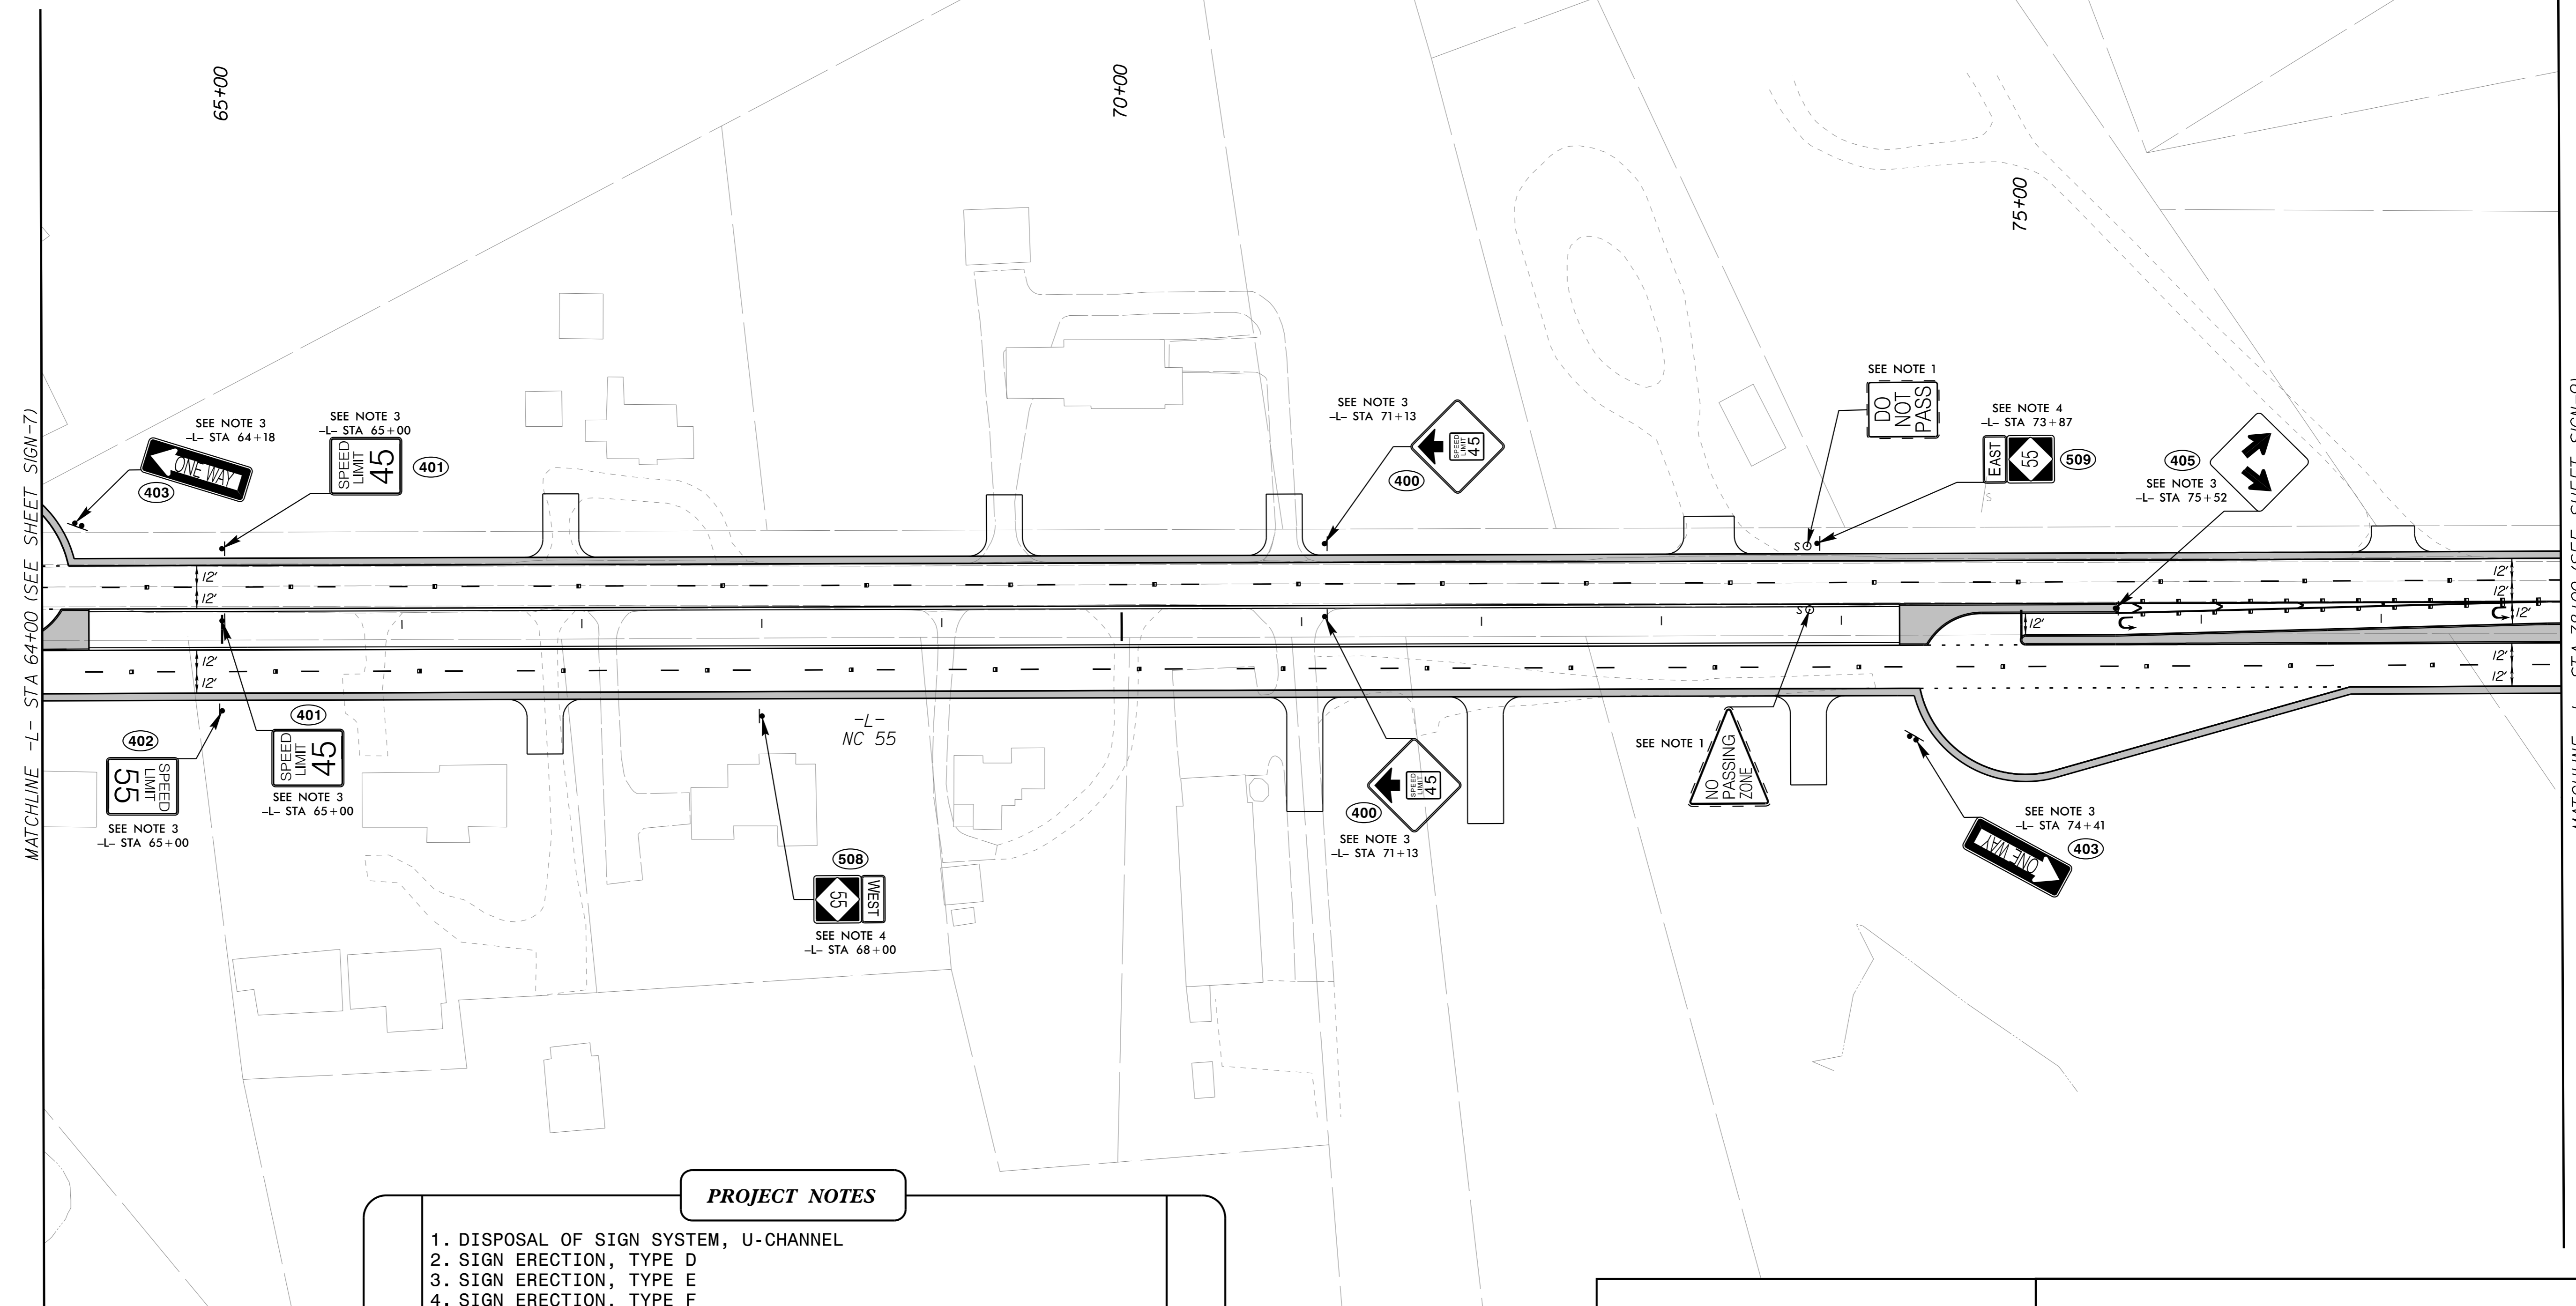 65+00
70+00
75+00
MATCHLINE -L- STA 64+00 (SEE SHEET SIGN-7)
SEE NOTE 3
-L- STA 64+18
ONE WAY
403
SEE NOTE 3
-L- STA 65+00
SPEED
LIMIT
45
401
SEE NOTE 3
-L- STA 71+13
SPEED
LIMIT
45
400
SEE NOTE 1
DO
NOT
PASS
SEE NOTE 4
-L- STA 73+87
EAST
55
509
S
405
SEE NOTE 3
-L- STA 75+52
S
S
12'
12'
12'
12'
12'
12'
12'
12'
12'
12'
402
SPEED
LIMIT
55
SEE NOTE 3
-L- STA 65+00
401
SPEED
LIMIT
45
SEE NOTE 3
-L- STA 65+00
-L-
NC 55
508
55
WEST
SEE NOTE 4
-L- STA 68+00
SPEED
LIMIT
45
400
SEE NOTE 3
-L- STA 71+13
SEE NOTE 1
NO
PASSING
ZONE
SEE NOTE 3
-L- STA 74+41
ONE WAY
403
PROJECT NOTES
1. DISPOSAL OF SIGN SYSTEM, U-CHANNEL
2. SIGN ERECTION, TYPE D
3. SIGN ERECTION, TYPE E
4. SIGN ERECTION, TYPE F